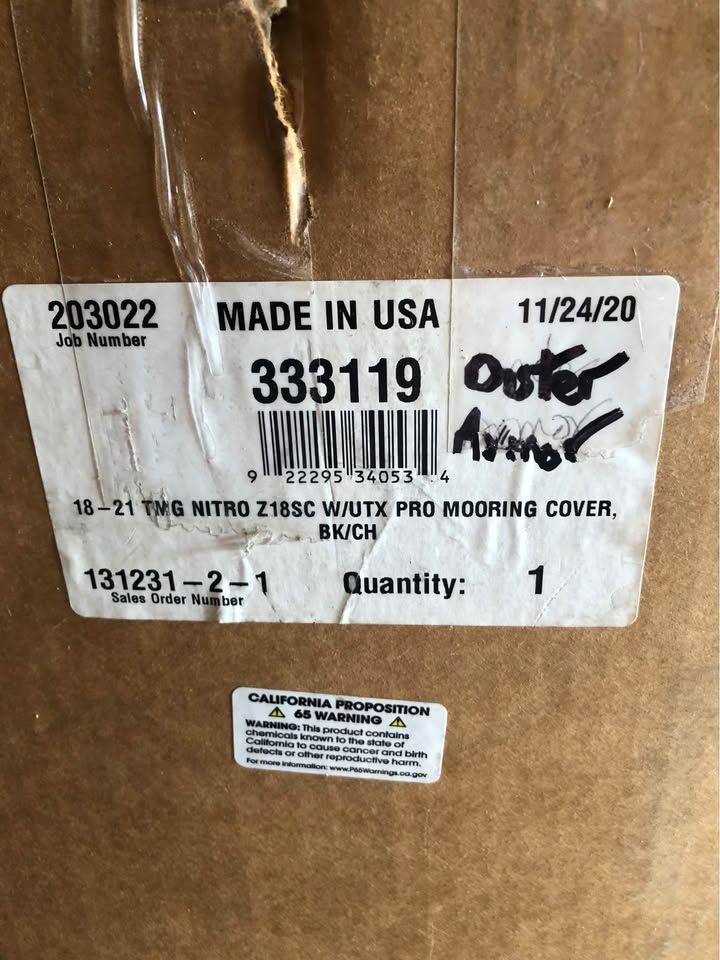 203022 MADE IN USA 11/24/20
Job Number
333119
Outer
Armor
9 22295 34053 4
18-21 TMG NITRO Z18SC W/UTX PRO MOORING COVER,
BK/CH
131231-2-1 Quantity: 1
Sales Order Number
CALIFORNIA PROPOSITION
65 WARNING
WARNING: This product contains
chemicals known to the state of
California to cause cancer and birth
defects or other reproductive harm.
For more information: www.P65Warnings.ca.gov